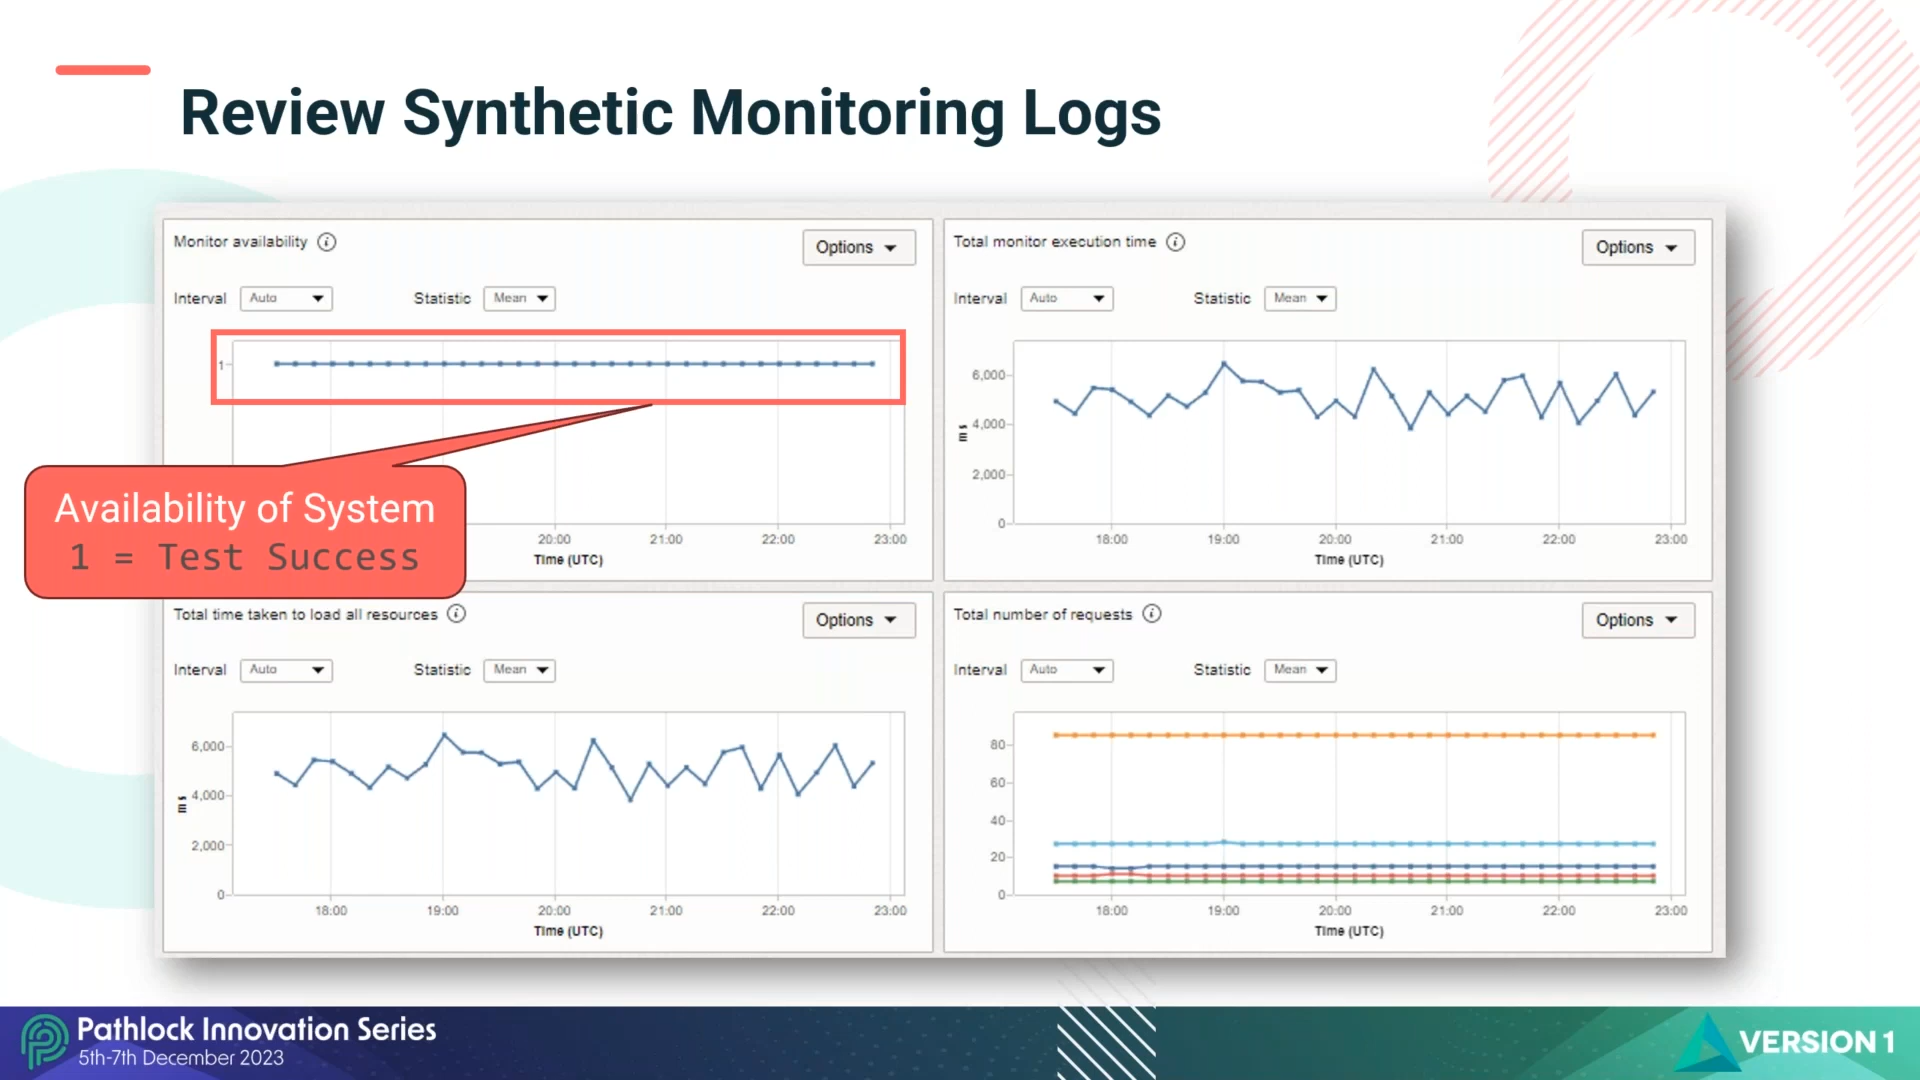 Review Synthetic Monitoring Logs
Monitor availability
Options
Interval Auto Statistic Mean
1
20:00 21:00 22:00 23:00
Time (UTC)
Availability of System
1 = Test Success
Total monitor execution time
Options
Interval Auto Statistic Mean
6,000
4,000
2,000
0
ms
18:00 19:00 20:00 21:00 22:00 23:00
Time (UTC)
Total time taken to load all resources
Options
Interval Auto Statistic Mean
6,000
4,000
2,000
0
ms
18:00 19:00 20:00 21:00 22:00 23:00
Time (UTC)
Total number of requests
Options
Interval Auto Statistic Mean
80
60
40
20
0
18:00 19:00 20:00 21:00 22:00 23:00
Time (UTC)
Pathlock Innovation Series
5th-7th December 2023
VERSION 1